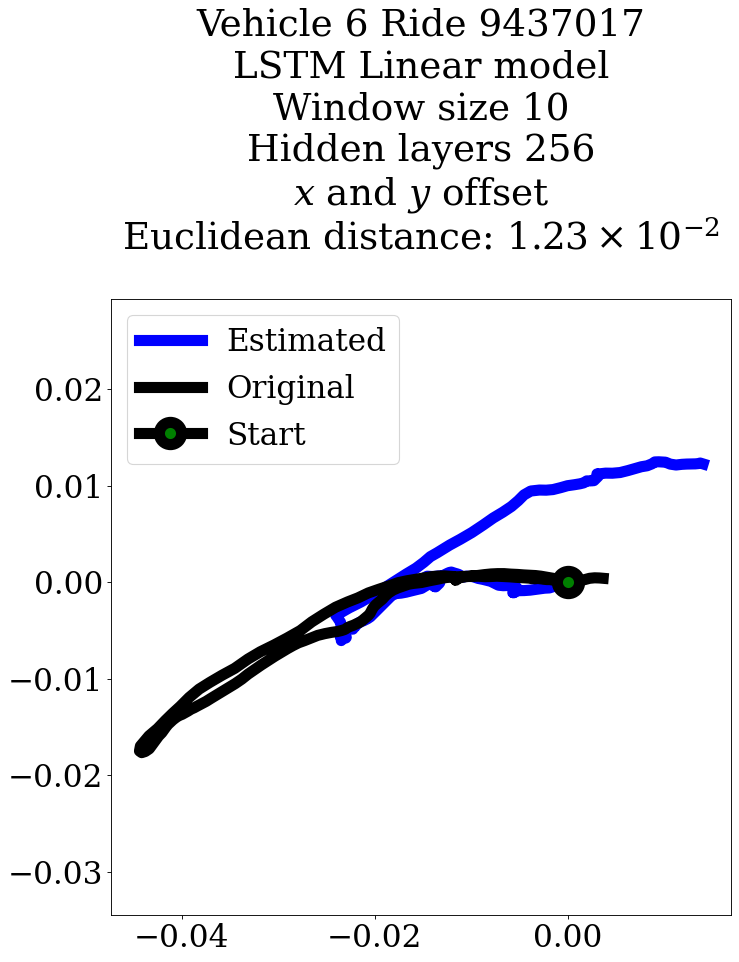 Vehicle 6 Ride 9437017
LSTM Linear model
Window size 10
Hidden layers 256
x and y offset
Euclidean distance: 1.23 × 10⁻²
Estimated
Original
Start
0.02
0.01
0.00
−0.01
−0.02
−0.03
−0.04
−0.02
0.00